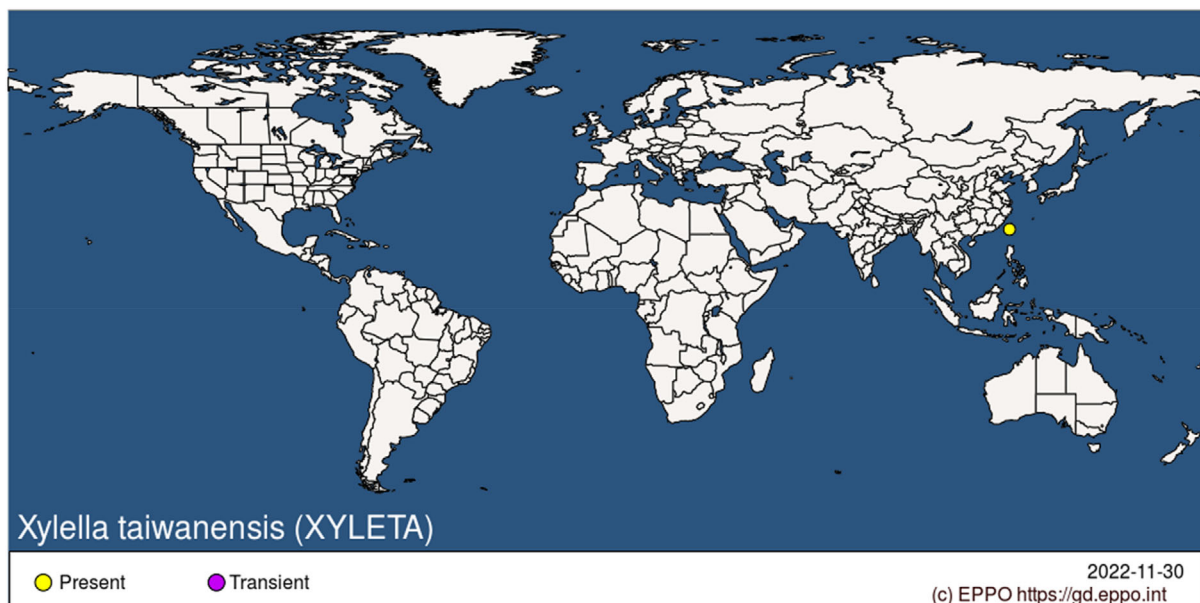 Xylella taiwanensis (XYLETA)
Present
Transient
2022-11-30
(c) EPPO https://gd.eppo.int